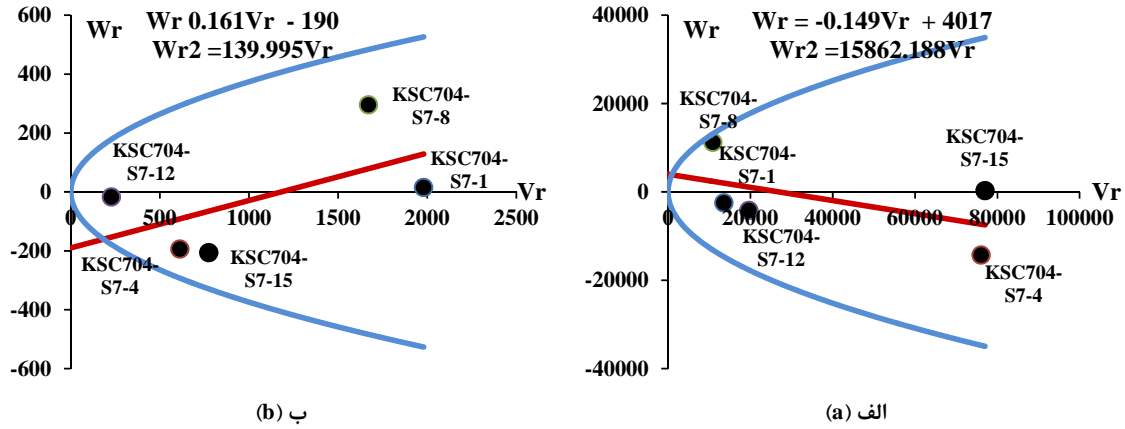 Wr 0.161Vr - 190
Wr2 =139.995Vr
Wr
600
400
200
0
-200
-400
-600
0
500
1000
1500
2000
2500
Vr
KSC704-
S7-8
KSC704-
S7-12
KSC704-
S7-1
KSC704-
S7-4
KSC704-
S7-15
ب (b)
Wr = -0.149Vr + 4017
Wr2 =15862.188Vr
Wr
40000
20000
0
-20000
-40000
0
20000
40000
60000
80000
100000
Vr
KSC704-
S7-8
KSC704-
S7-1
KSC704-
S7-15
KSC704-
S7-12
KSC704-
S7-4
الف (a)